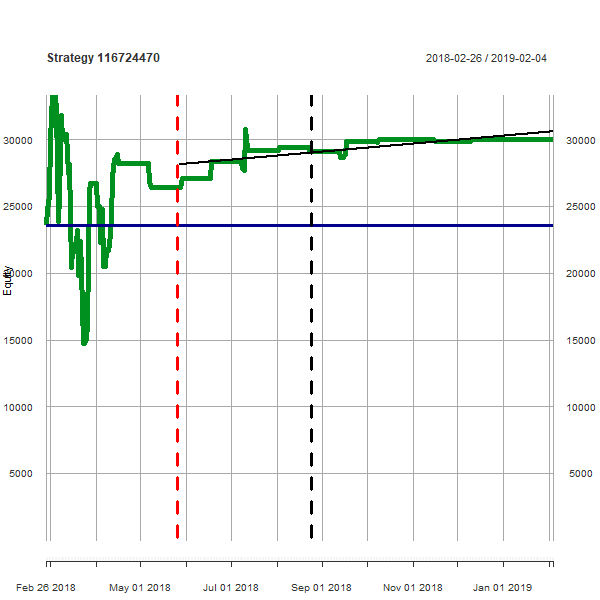 Strategy 116724470
2018-02-26 / 2019-02-04
30000
30000
25000
25000
20000
20000
Equity
15000
15000
10000
10000
5000
5000
Feb 26 2018
May 01 2018
Jul 01 2018
Sep 01 2018
Nov 01 2018
Jan 01 2019